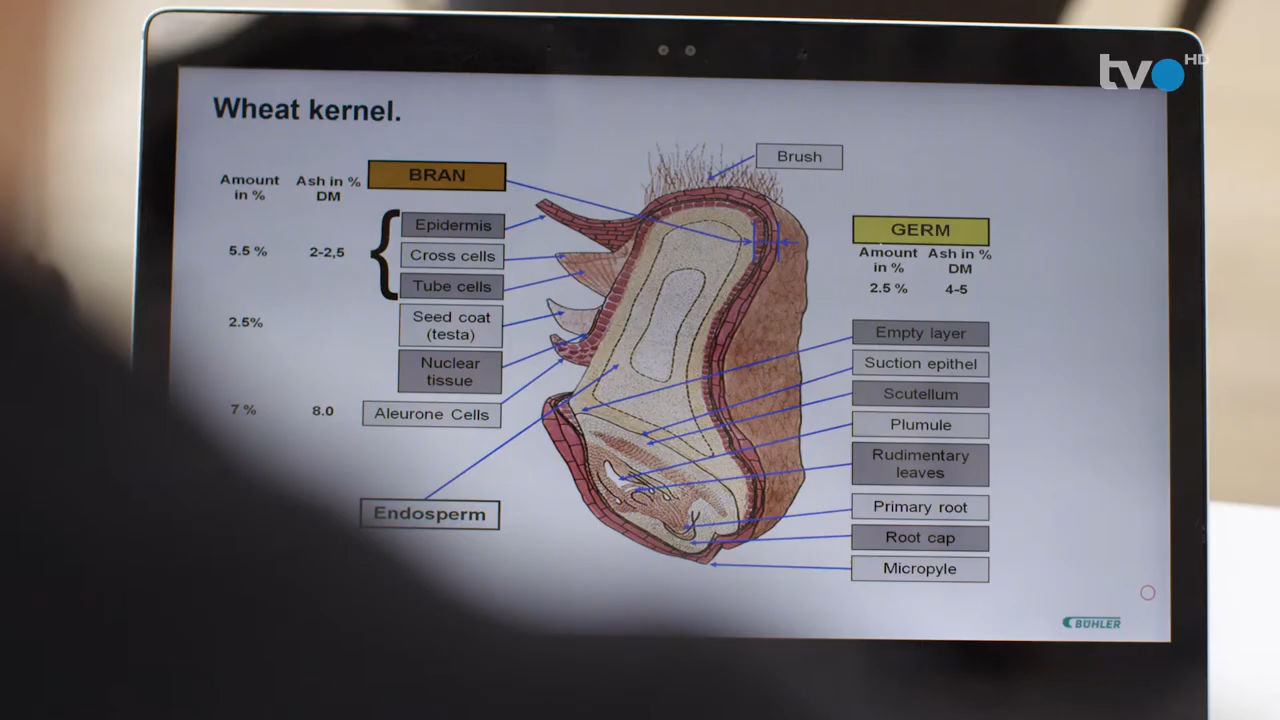 tvo HD
Wheat kernel.
Amount
in %
Ash in %
DM
BRAN
Brush
Epidermis
5.5 %
2-2,5
Cross cells
Tube cells
2.5%
Seed coat
(testa)
Nuclear
tissue
7 %
8.0
Aleurone Cells
Endosperm
GERM
Amount
in %
Ash in %
DM
2.5 %
4-5
Empty layer
Suction epithel
Scutellum
Plumule
Rudimentary
leaves
Primary root
Root cap
Micropyle
BÜHLER